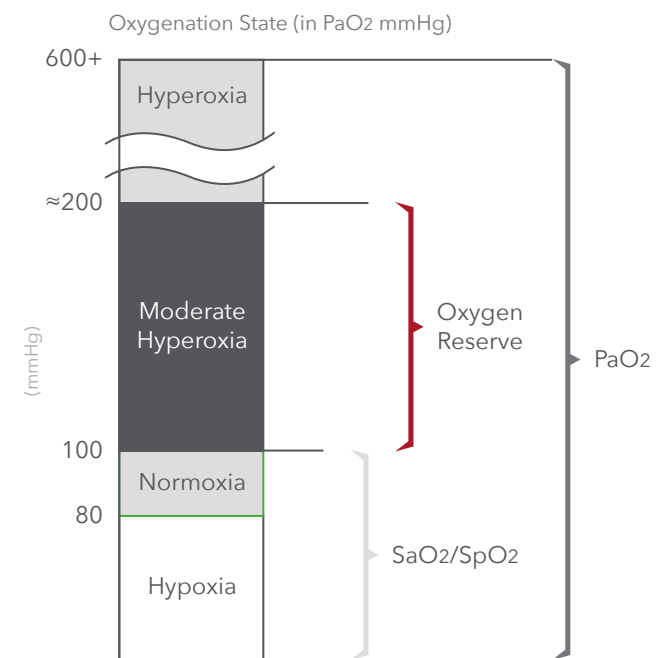 Oxygenation State (in PaO2 mmHg)
600+
Hyperoxia
≈200
Moderate
Hyperoxia
Oxygen
Reserve
(mmHg)
PaO2
100
Normoxia
80
SaO2/SpO2
Hypoxia